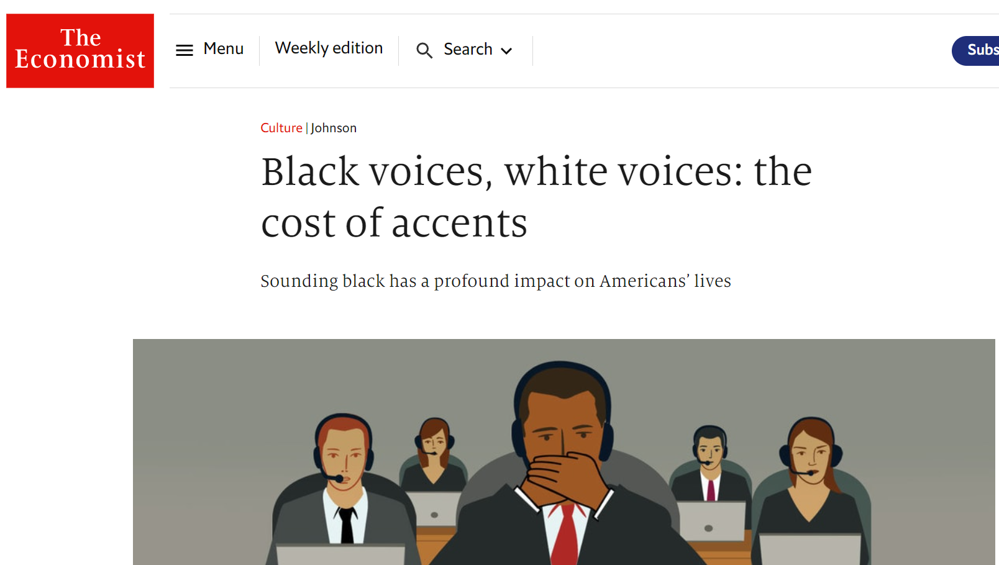 The
Economist
Menu
Weekly edition
Search
Subs
Culture | Johnson
Black voices, white voices: the
cost of accents
Sounding black has a profound impact on Americans’ lives